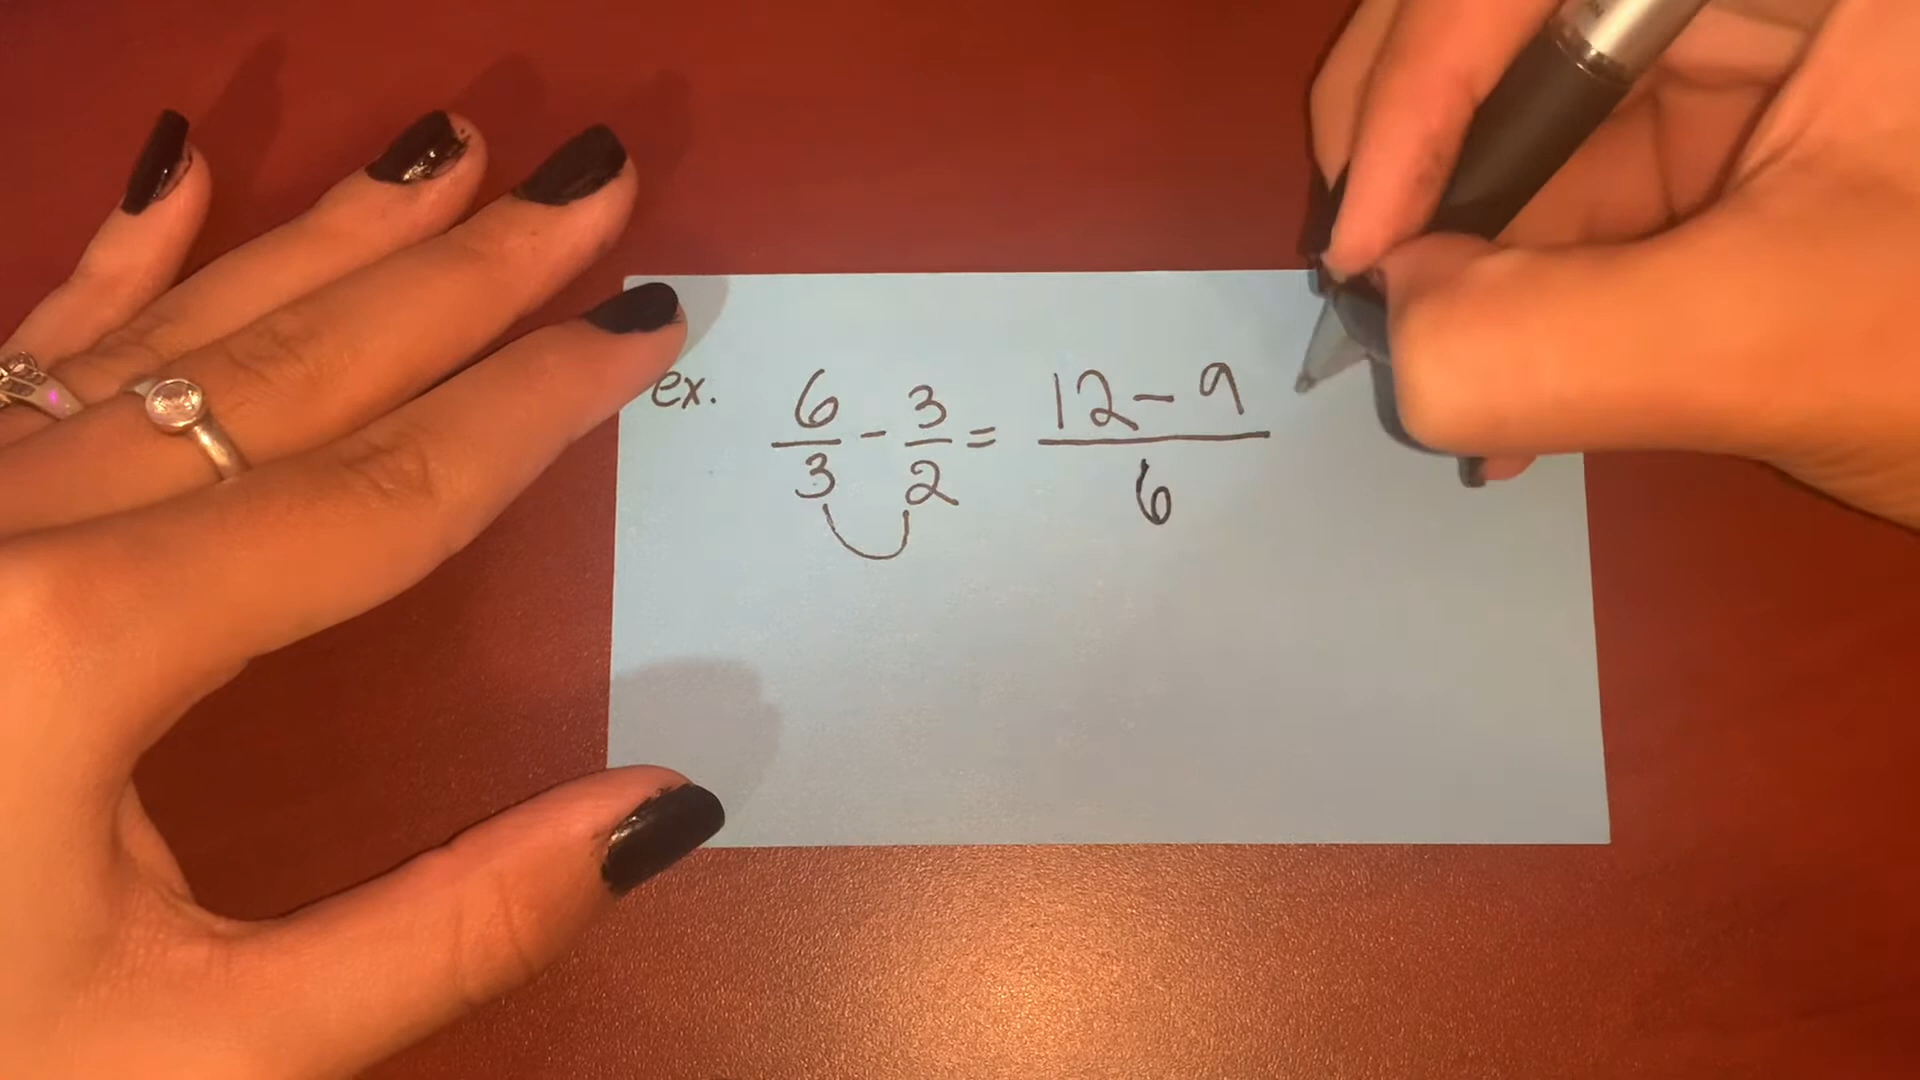 ex. 6/3 - 3/2 = 12 - 9/6